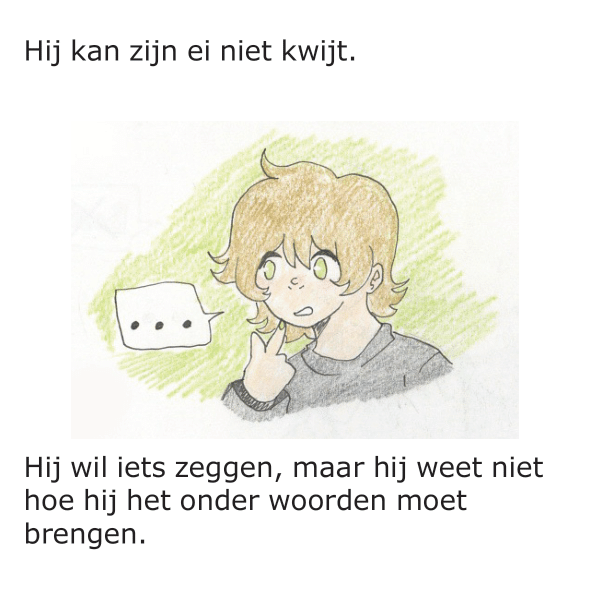 Hij kan zijn ei niet kwijt.
...
Hij wil iets zeggen, maar hij weet niet
hoe hij het onder woorden moet
brengen.